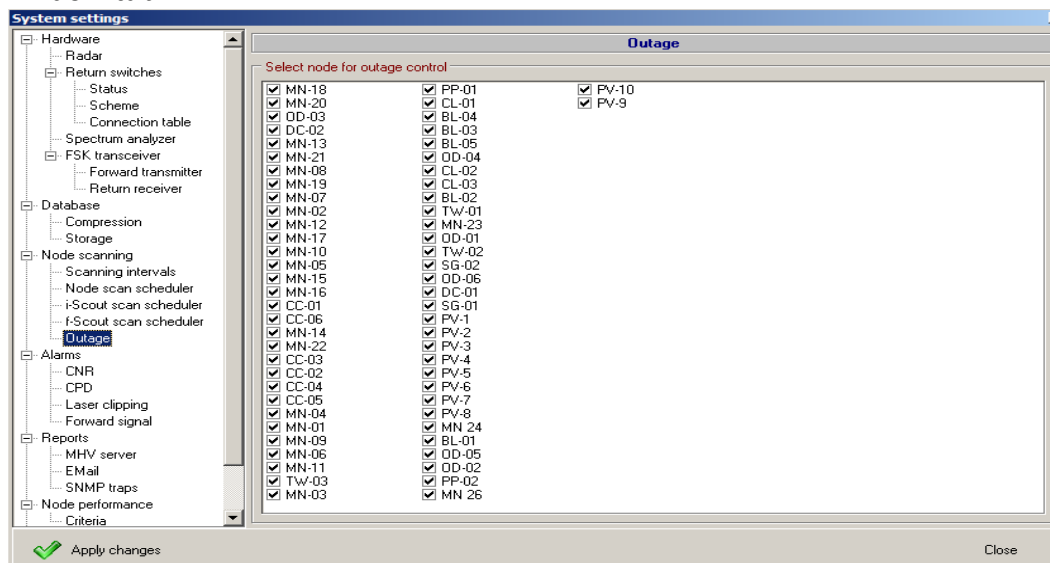 System settings
Hardware
Radar
Return switches
Status
Scheme
Connection table
Spectrum analyzer
FSK transceiver
Forward transmitter
Return receiver
Database
Compression
Storage
Node scanning
Scanning intervals
Node scan scheduler
i-Scout scan scheduler
f-Scout scan scheduler
Outage
Alarms
CNR
CPD
Laser clipping
Forward signal
Reports
MHV server
EMail
SNMP traps
Node performance
Criteria
Outage
Select node for outage control
MN-18
MN-20
OD-03
DC-02
MN-13
MN-21
MN-08
MN-19
MN-07
MN-02
MN-12
MN-17
MN-10
MN-05
MN-15
MN-16
CC-01
CC-06
MN-14
MN-22
CC-03
CC-02
CC-04
CC-05
MN-04
MN-01
MN-09
MN-06
MN-11
TW-03
MN-03
PP-01
CL-01
BL-04
BL-03
BL-05
OD-04
CL-02
CL-03
BL-02
TW-01
MN-23
OD-01
TW-02
SG-02
OD-06
DC-01
SG-01
PV-1
PV-2
PV-3
PV-4
PV-5
PV-6
PV-7
PV-8
MN 24
BL-01
OD-05
OD-02
PP-02
MN 26
PV-10
PV-9
Apply changes
Close